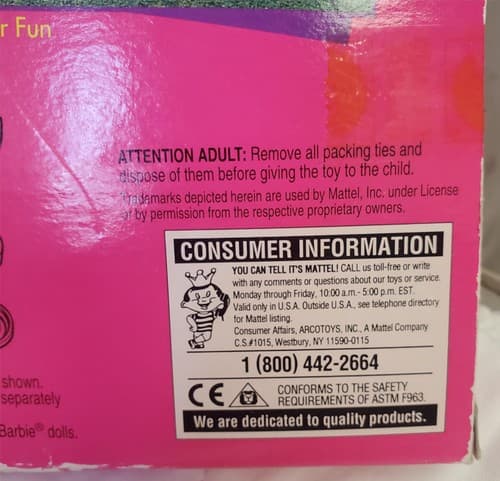 r Fun
ATTENTION ADULT: Remove all packing ties and
dispose of them before giving the toy to the child.
Trademarks depicted herein are used by Mattel, Inc. under License
or by permission from the respective proprietary owners.
CONSUMER INFORMATION
YOU CAN TELL IT'S MATTEL! CALL us toll-free or write
with any comments or questions about our toys or service.
Monday through Friday, 10:00 a.m.- 5:00 p.m. EST.
Valid only in U.S.A. Outside U.S.A., see telephone directory
for Mattel listing.
Consumer Affairs, ARCOTOYS, INC., A Mattel Company
C.S.#1015, Westbury, NY 11590-0115
1 (800) 442-2664
CE CONFORMS TO THE SAFETY
REQUIREMENTS OF ASTM F963.
We are dedicated to quality products.
shown.
separately
Barbie® dolls.